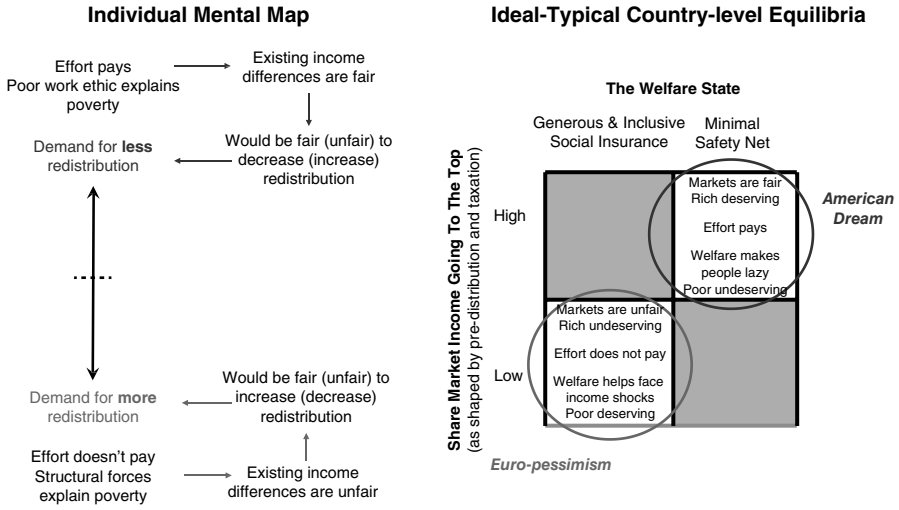 Individual Mental Map
Effort pays
Poor work ethic explains
poverty
Existing income
differences are fair
Demand for less
redistribution
Would be fair (unfair) to
decrease (increase)
redistribution
Demand for more
redistribution
Would be fair (unfair) to
increase (decrease)
redistribution
Effort doesn't pay
Structural forces
explain poverty
Existing income
differences are unfair
Ideal-Typical Country-level Equilibria
The Welfare State
Generous & Inclusive
Social Insurance
Minimal
Safety Net
Share Market Income Going To The Top
(as shaped by pre-distribution and taxation)
High
Markets are fair
Rich deserving
Effort pays
Welfare makes
people lazy
Poor undeserving
American
Dream
Low
Markets are unfair
Rich undeserving
Effort does not pay
Welfare helps face
income shocks
Poor deserving
Euro-pessimism